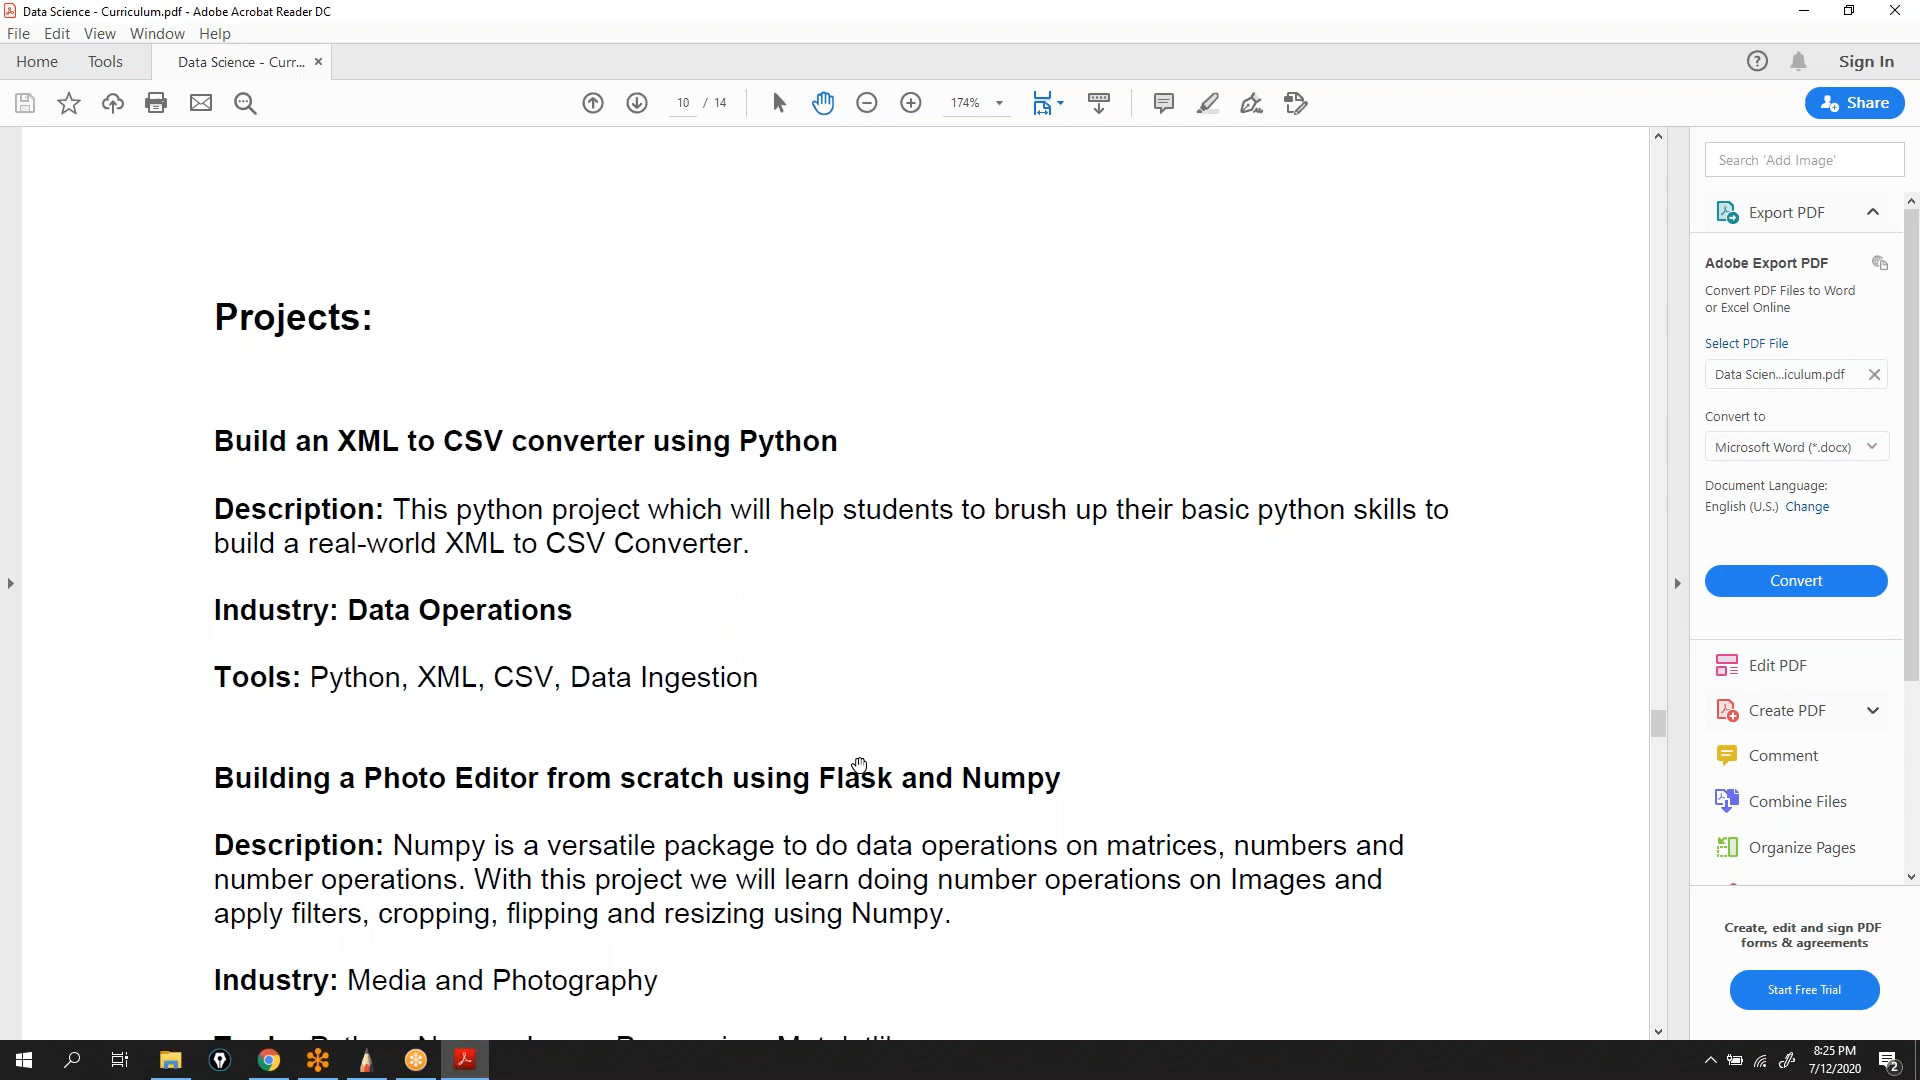 Data Science - Curriculum.pdf - Adobe Acrobat Reader DC
File Edit View Window Help
Home Tools Data Science - Curr... × Sign In
10 / 14 174% Share
Search 'Add Image'
Export PDF
Adobe Export PDF
Convert PDF Files to Word
or Excel Online
Select PDF File
Data Scien...iculum.pdf
Convert to
Microsoft Word (*.docx)
Document Language:
English (U.S.) Change
Convert
Edit PDF
Create PDF
Comment
Combine Files
Organize Pages
Create, edit and sign PDF
forms & agreements
Start Free Trial
Projects:
Build an XML to CSV converter using Python
Description: This python project which will help students to brush up their basic python skills to
build a real-world XML to CSV Converter.
Industry: Data Operations
Tools: Python, XML, CSV, Data Ingestion
Building a Photo Editor from scratch using Flask and Numpy
Description: Numpy is a versatile package to do data operations on matrices, numbers and
number operations. With this project we will learn doing number operations on Images and
apply filters, cropping, flipping and resizing using Numpy.
Industry: Media and Photography
8:25 PM
7/12/2020
2